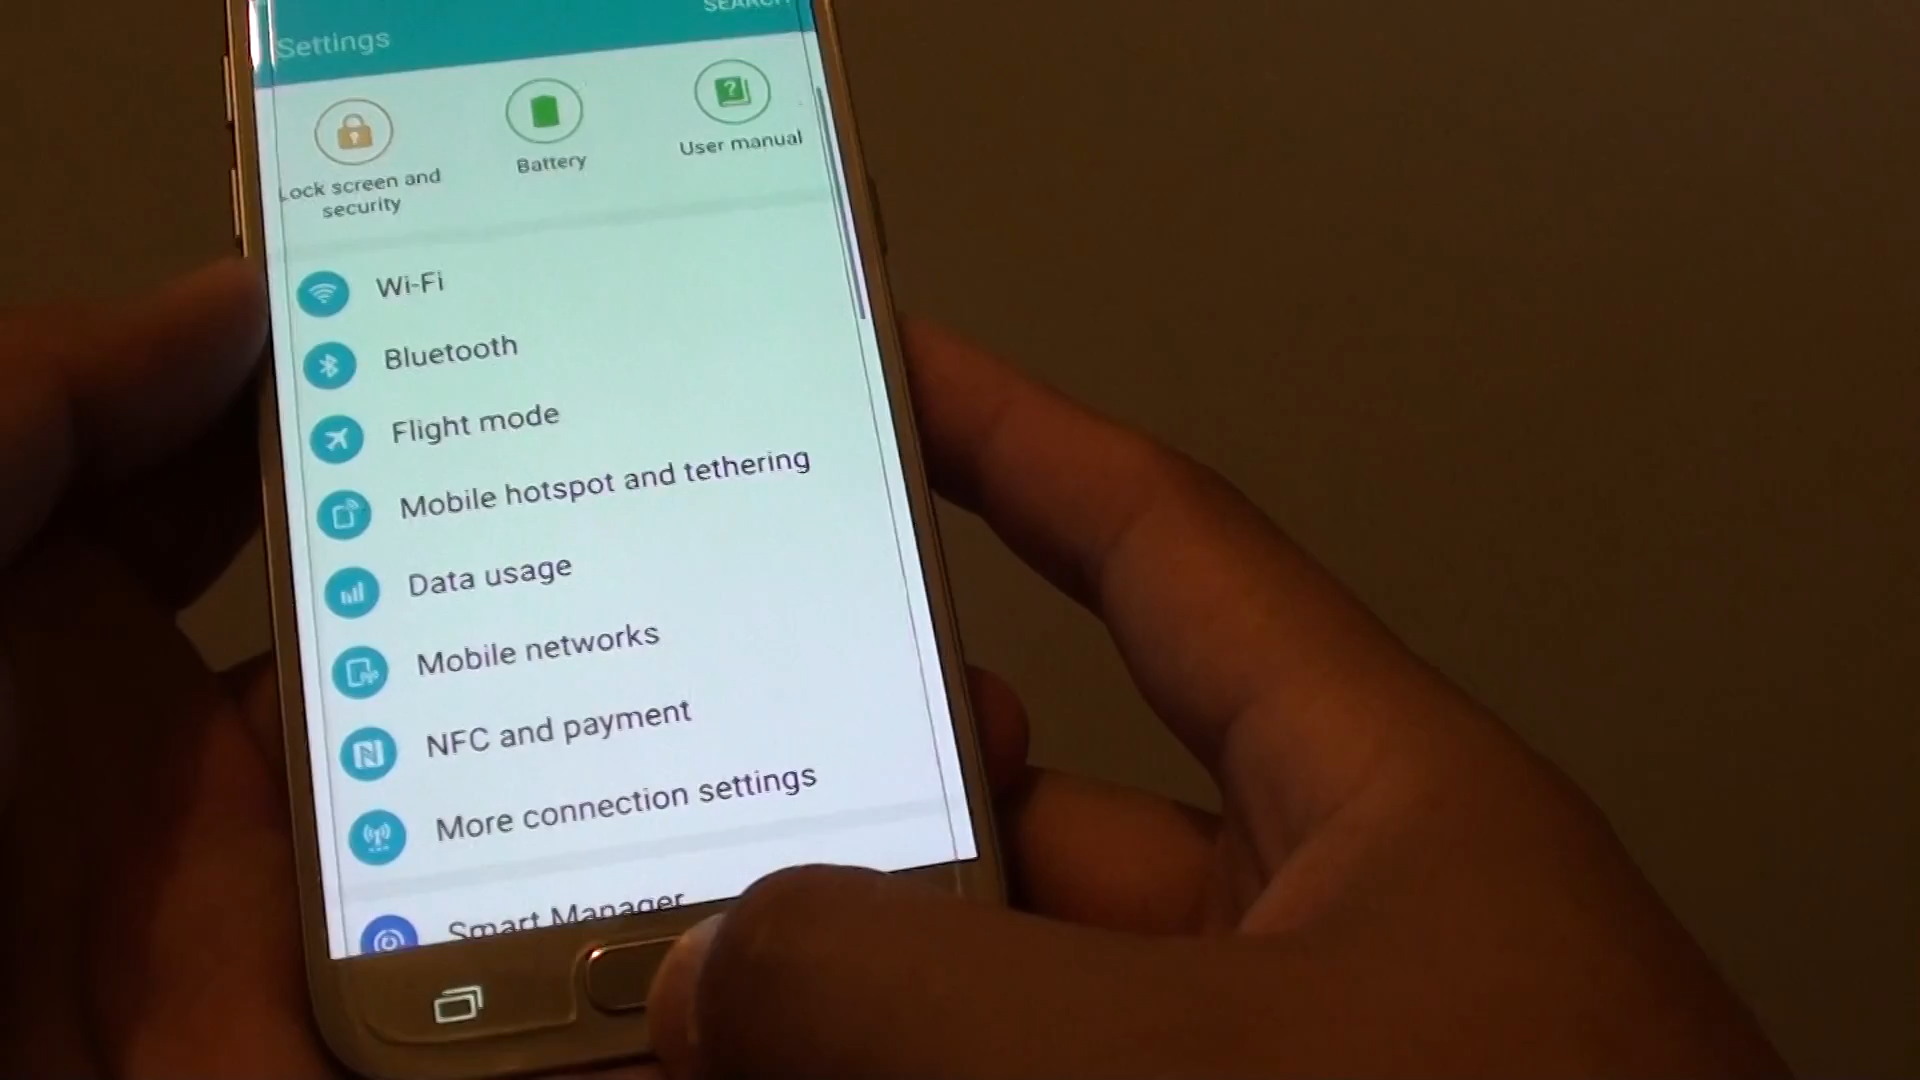 SEARCH
Settings
Lock screen and
security
Battery
User manual
Wi-Fi
Bluetooth
Flight mode
Mobile hotspot and tethering
Data usage
Mobile networks
NFC and payment
More connection settings
Smart Manager